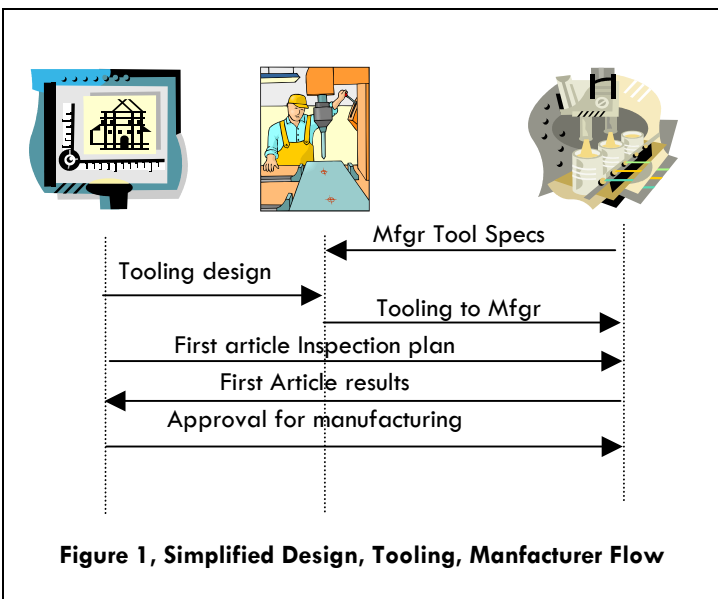 Mfgr Tool Specs
Tooling design
Tooling to Mfgr
First article Inspection plan
First Article results
Approval for manufacturing
Figure 1, Simplified Design, Tooling, Manfacturer Flow